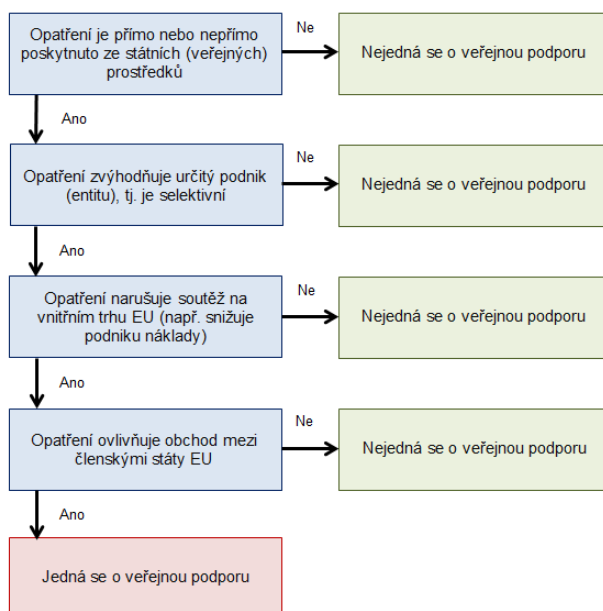 Opatření je přímo nebo nepřímo
poskytnuto ze státních (veřejných)
prostředků
Ne
Nejedná se o veřejnou podporu
Ano
Opatření zvýhodňuje určitý podnik
(entitu), tj. je selektivní
Ne
Nejedná se o veřejnou podporu
Ano
Opatření narušuje soutěž na
vnitřním trhu EU (např. snižuje
podniku náklady)
Ne
Nejedná se o veřejnou podporu
Ano
Opatření ovlivňuje obchod mezi
členskými státy EU
Ne
Nejedná se o veřejnou podporu
Ano
Jedná se o veřejnou podporu